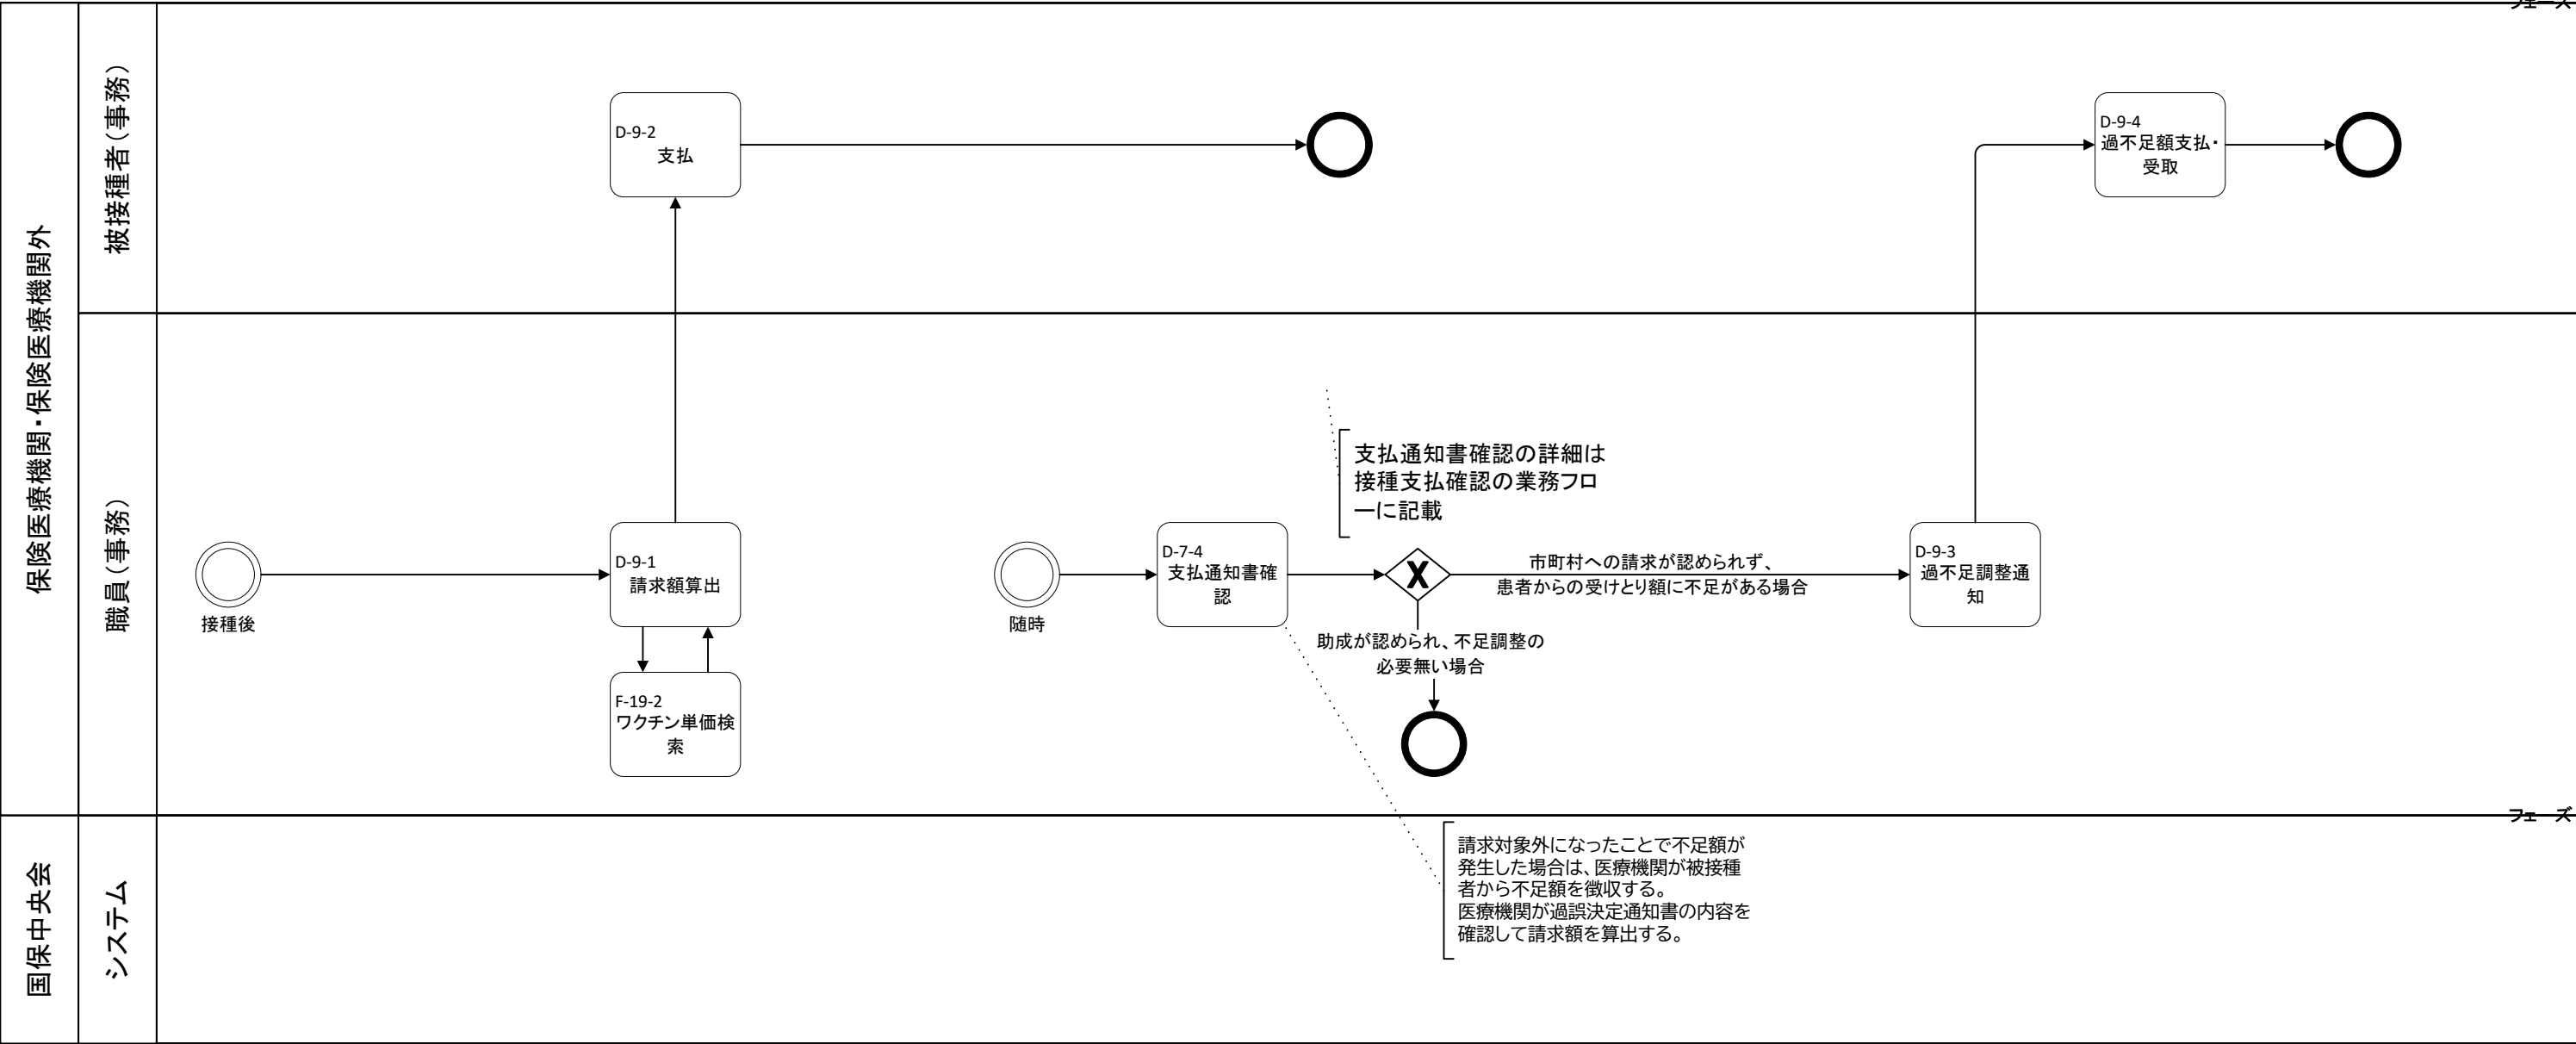 フェーズ
保険医療機関・保険医療機関外
被接種者(事務)
D-9-2
支払
D-9-4
過不足額支払・
受取
職員(事務)
接種後
D-9-1
請求額算出
F-19-2
ワクチン単価検
索
随時
D-7-4
支払通知書確
認
支払通知書確認の詳細は
接種支払確認の業務フロ
ーに記載
市町村への請求が認められず、
患者からの受けとり額に不足がある場合
助成が認められ、不足調整の
必要無い場合
D-9-3
過不足調整通
知
フェーズ
国保中央会
システム
請求対象外になったことで不足額が
発生した場合は、医療機関が被接種
者から不足額を徴収する。
医療機関が過誤決定通知書の内容を
確認して請求額を算出する。